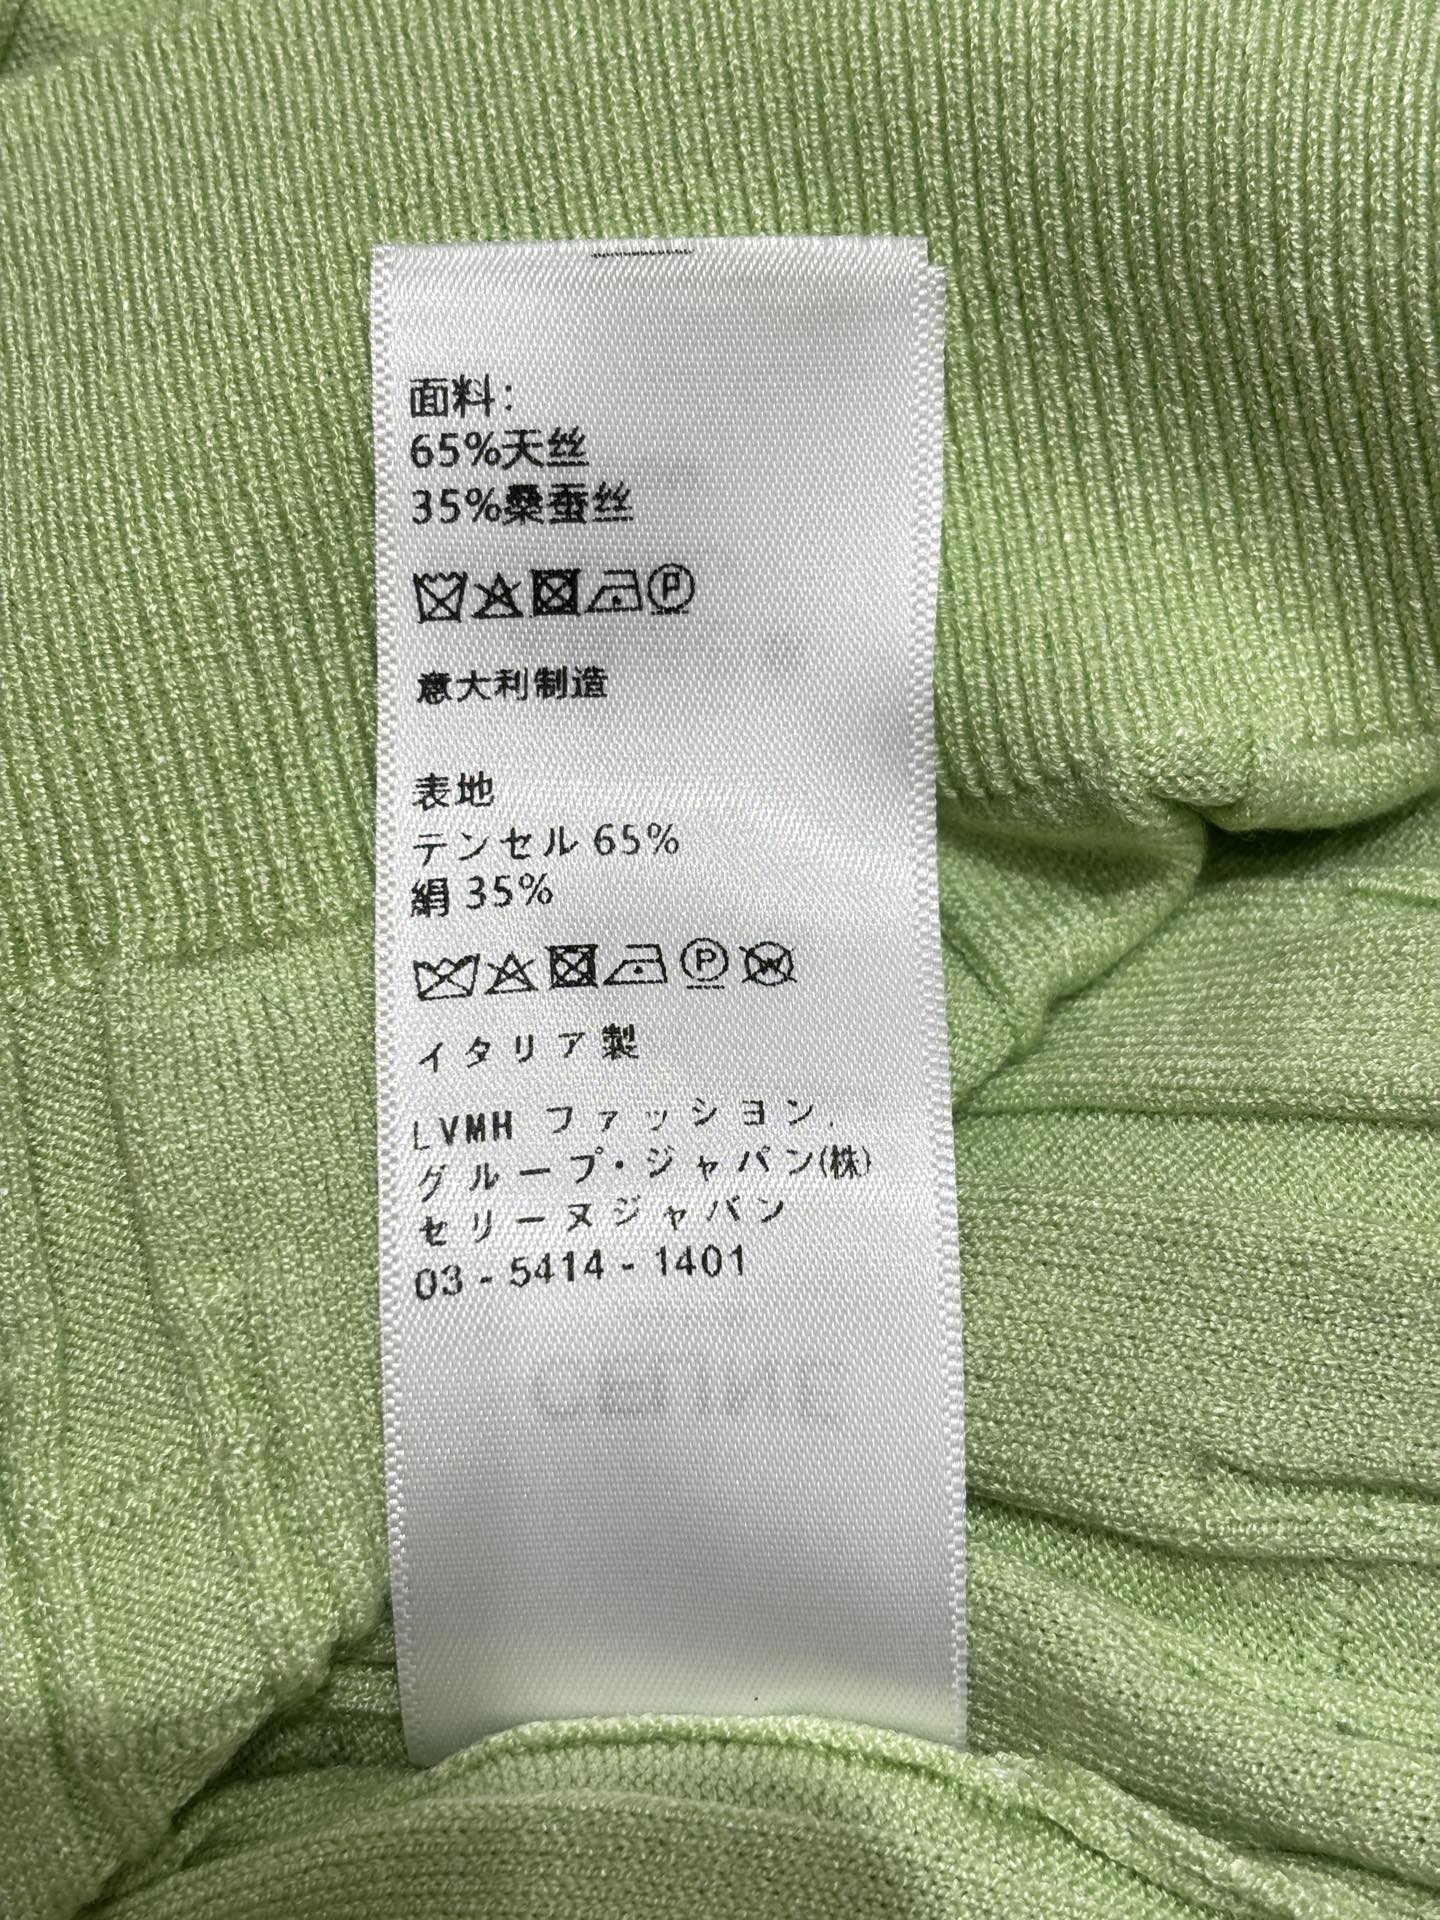 面料:
65%天丝
35%桑蚕丝
P
意大利制造
表地
テンセル 65%
絹 35%
P W
イタリア製
LVMH ファッション.
グループ・ジャパン(株)
セリーヌジャパン
03 - 5414 - 1401